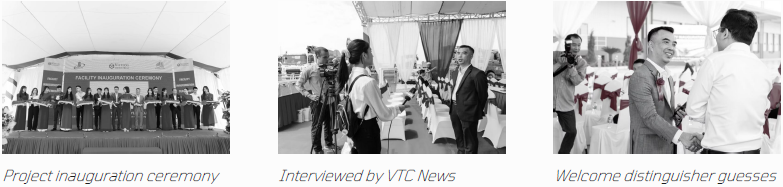 FACILITY INAUGURATION CEREMONY
Project inauguration ceremony
Interviewed by VTC News
Welcome distinguisher guesses